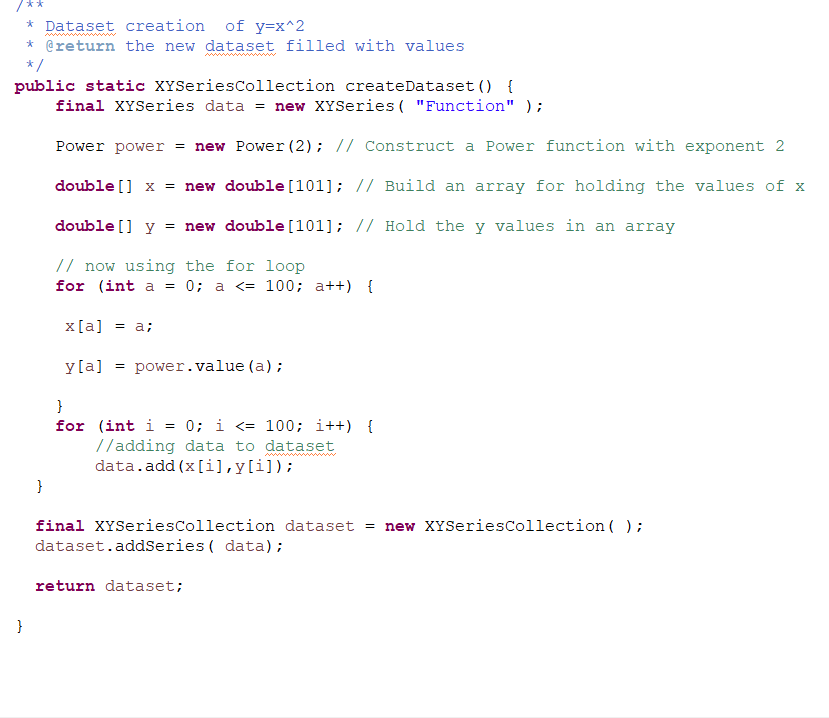 /**
 * Dataset creation  of y=x^2
 * @return the new dataset filled with values
 */
public static XYSeriesCollection createDataset() {
    final XYSeries data = new XYSeries( "Function" );
    Power power = new Power(2); // Construct a Power function with exponent 2
    double[] x = new double[101]; // Build an array for holding the values of x
    double[] y = new double[101]; // Hold the y values in an array
    // now using the for loop
    for (int a = 0; a <= 100; a++) {
     x[a] = a;
     y[a] = power.value(a);
    }
    for (int i = 0; i <= 100; i++) {
        //adding data to dataset
        data.add(x[i],y[i]);
  }
  final XYSeriesCollection dataset = new XYSeriesCollection( );
  dataset.addSeries( data);
  return dataset;
}